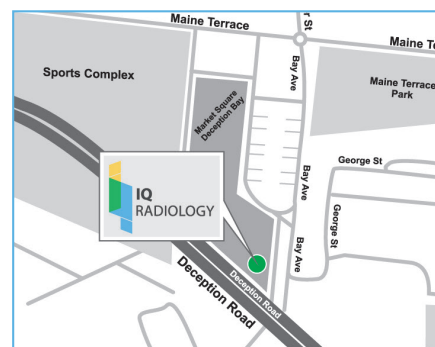 Maine Terrace
r St
Maine Te
Sports Complex
Bay Ave
Market Square
Deception Bay
Maine Terrace
Park
George St
IQ
RADIOLOGY
Bay Ave
George St
Bay Ave
Deception Road
Deception Road